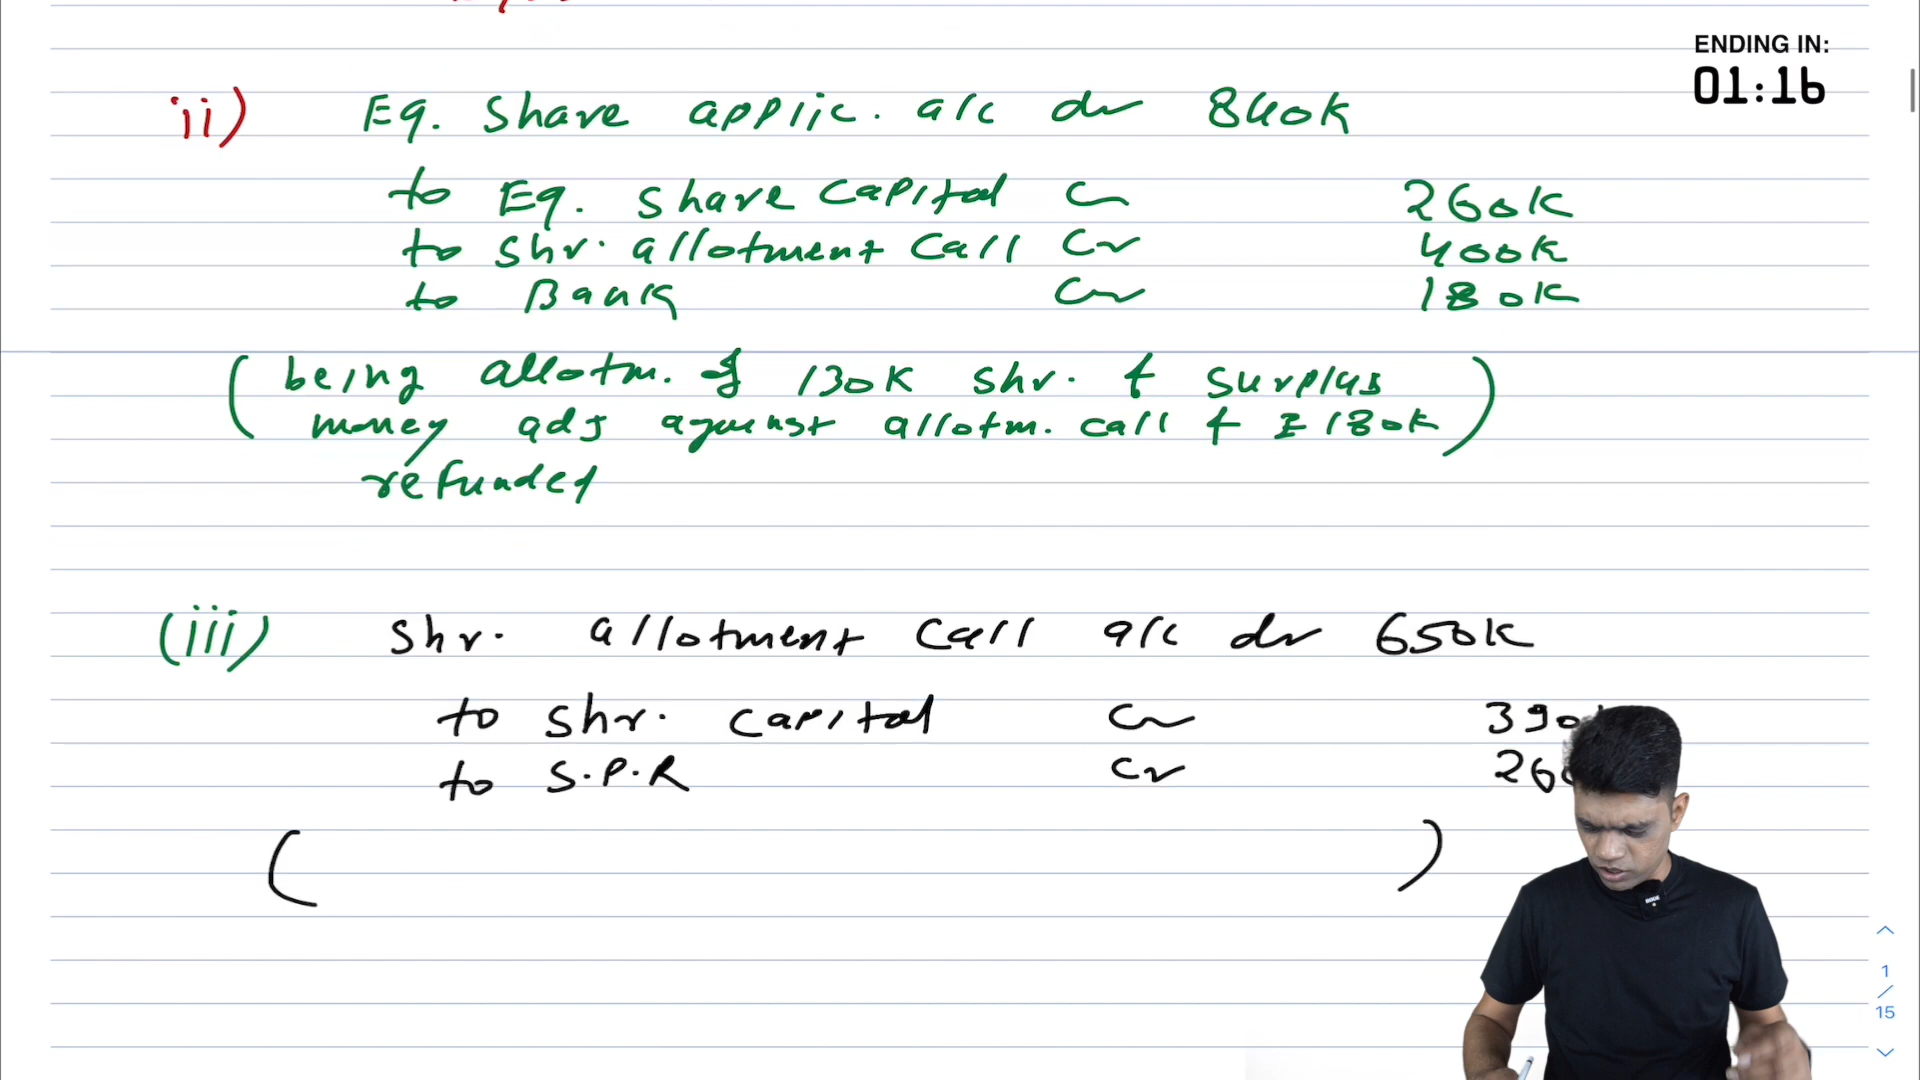 ENDING IN:
01:16
ii) Eq. Share applic. a/c dr 840K
to Eq. Share Capital Cr 260K
to Shr. allotment Call Cr 400K
to Bank Cr 180K
( being allotm. of 130K Shr. & Surplus
money adj against allotm. call & 180K )
refunded
(iii) Shr. allotment Call a/c dr 650K
to Shr. Capital Cr 390
to S.P.R Cr 260
( )
1
/
15